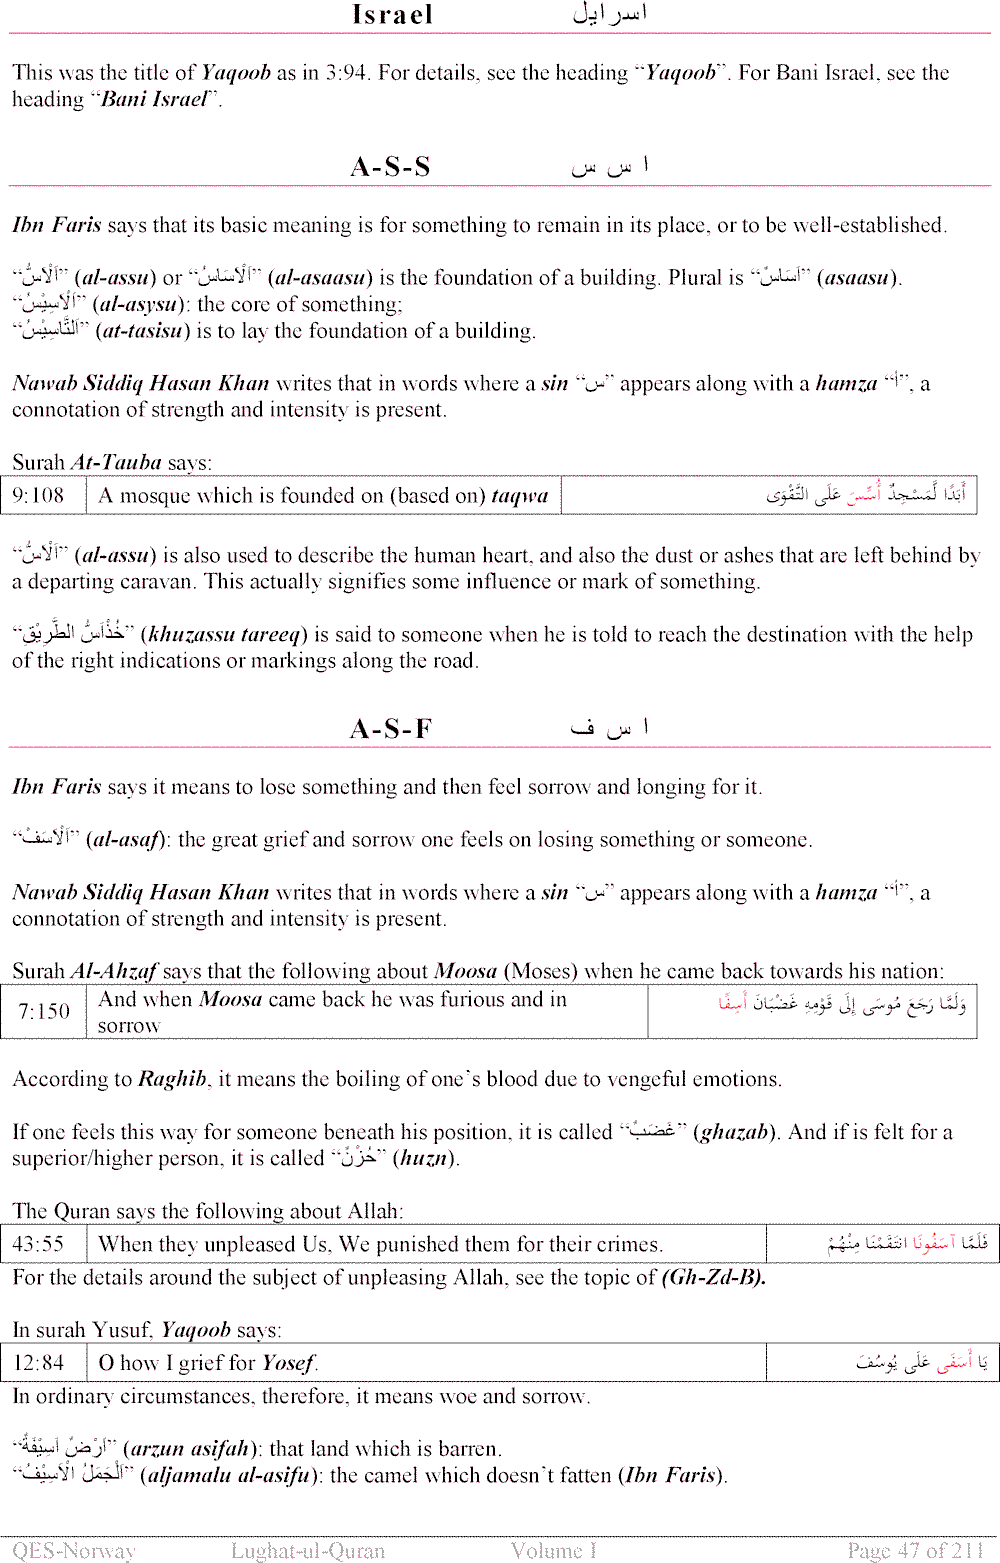 Israel اسرایل
This was the title of Yaqoob as in 3:94. For details, see the heading “Yaqoob”. For Bani Israel, see the
heading “Bani Israel”.
A-S-S ا س س
Ibn Faris says that its basic meaning is for something to remain in its place, or to be well-established.
“اَلْاَسُّ” (al-assu) or “اَلْاَسَاسُ” (al-asaasu) is the foundation of a building. Plural is “اَسَاسٌ” (asaasu).
“اَلْاَسِيْسُ” (al-asysu): the core of something;
“اَلتَّاسِيْسُ” (at-tasisu) is to lay the foundation of a building.
Nawab Siddiq Hasan Khan writes that in words where a sin “س” appears along with a hamza “أ”, a
connotation of strength and intensity is present.
Surah At-Tauba says:
9:108 A mosque which is founded on (based on) taqwa أَبَدًا لَّمَسْجِدٌ أُسِّسَ عَلَى التَّقْوَى
“اَلْاَسُّ” (al-assu) is also used to describe the human heart, and also the dust or ashes that are left behind by
a departing caravan. This actually signifies some influence or mark of something.
“خُذْاَسُّ الطَّرِيْقِ” (khuzassu tareeq) is said to someone when he is told to reach the destination with the help
of the right indications or markings along the road.
A-S-F ا س ف
Ibn Faris says it means to lose something and then feel sorrow and longing for it.
“اَلْاَسَفُ” (al-asaf): the great grief and sorrow one feels on losing something or someone.
Nawab Siddiq Hasan Khan writes that in words where a sin “س” appears along with a hamza “أ”, a
connotation of strength and intensity is present.
Surah Al-Ahzaf says that the following about Moosa (Moses) when he came back towards his nation:
7:150 And when Moosa came back he was furious and in وَلَمَّا رَجَعَ مُوسَى إِلَى قَوْمِهِ غَضْبَانَ أَسِفًا
sorrow
According to Raghib, it means the boiling of one’s blood due to vengeful emotions.
If one feels this way for someone beneath his position, it is called “غَضَبٌ” (ghazab). And if is felt for a
superior/higher person, it is called “حُزْنٌ” (huzn).
The Quran says the following about Allah:
43:55 When they unpleased Us, We punished them for their crimes. فَلَمَّا آسَفُونَا انتَقَمْنَا مِنْهُمْ
For the details around the subject of unpleasing Allah, see the topic of (Gh-Zd-B).
In surah Yusuf, Yaqoob says:
12:84 O how I grief for Yosef. يَا أَسَفَى عَلَى يُوسُفَ
In ordinary circumstances, therefore, it means woe and sorrow.
“اَرْضٌ اَسِيْفَةٌ” (arzun asifah): that land which is barren.
“اَلْجَمَلُ الْاَسِيْفُ” (aljamalu al-asifu): the camel which doesn’t fatten (Ibn Faris).
QES-Norway Lughat-ul-Quran Volume I Page 47 of 211